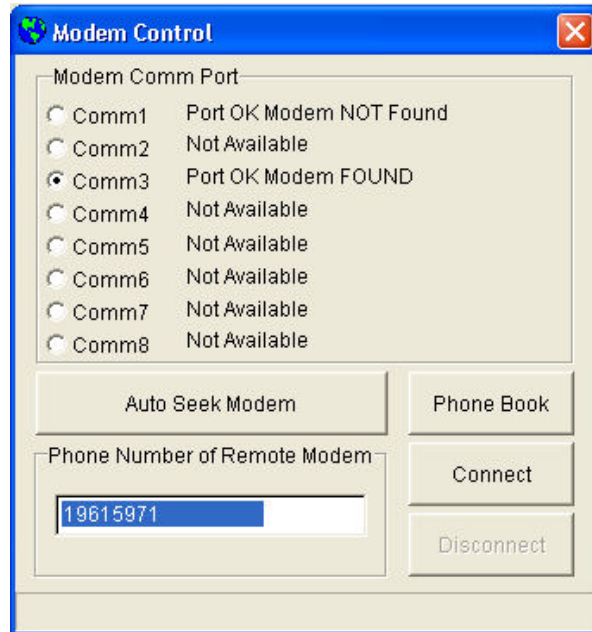 Modem Control
Modem Comm Port
Comm1 Port OK Modem NOT Found
Comm2 Not Available
Comm3 Port OK Modem FOUND
Comm4 Not Available
Comm5 Not Available
Comm6 Not Available
Comm7 Not Available
Comm8 Not Available
Auto Seek Modem Phone Book
Phone Number of Remote Modem
Connect
19615971
Disconnect